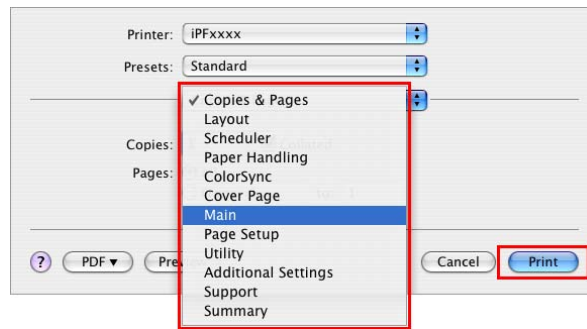 Printer: iPFxxxx
Presets: Standard
✓ Copies & Pages
Layout
Scheduler
Copies:
Paper Handling
Pages:
ColorSync
Cover Page
Main
Page Setup
Utility
? PDF ▼ Cancel Print
Additional Settings
Support
Summary